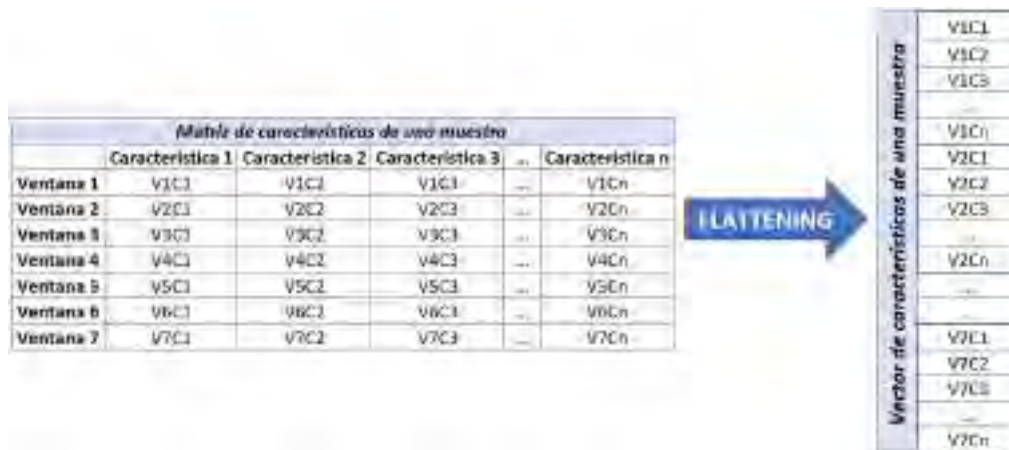 Matriz de características de una muestra
Característica 1 Característica 2 Característica 3 ... Característica n
Ventana 1 V1C1 V1C2 V1C3 ... V1Cn
Ventana 2 V2C1 V2C2 V2C3 ... V2Cn
Ventana 3 V3C1 V3C2 V3C3 ... V3Cn
Ventana 4 V4C1 V4C2 V4C3 ... V4Cn
Ventana 5 V5C1 V5C2 V5C3 ... V5Cn
Ventana 6 V6C1 V6C2 V6C3 ... V6Cn
Ventana 7 V7C1 V7C2 V7C3 ... V7Cn
FLATTENING
Vector de características de una muestra
V1C1
V1C2
V1C3
...
V1Cn
V2C1
V2C2
V2C3
...
V2Cn
...
...
V7C1
V7C2
V7C3
...
V7Cn